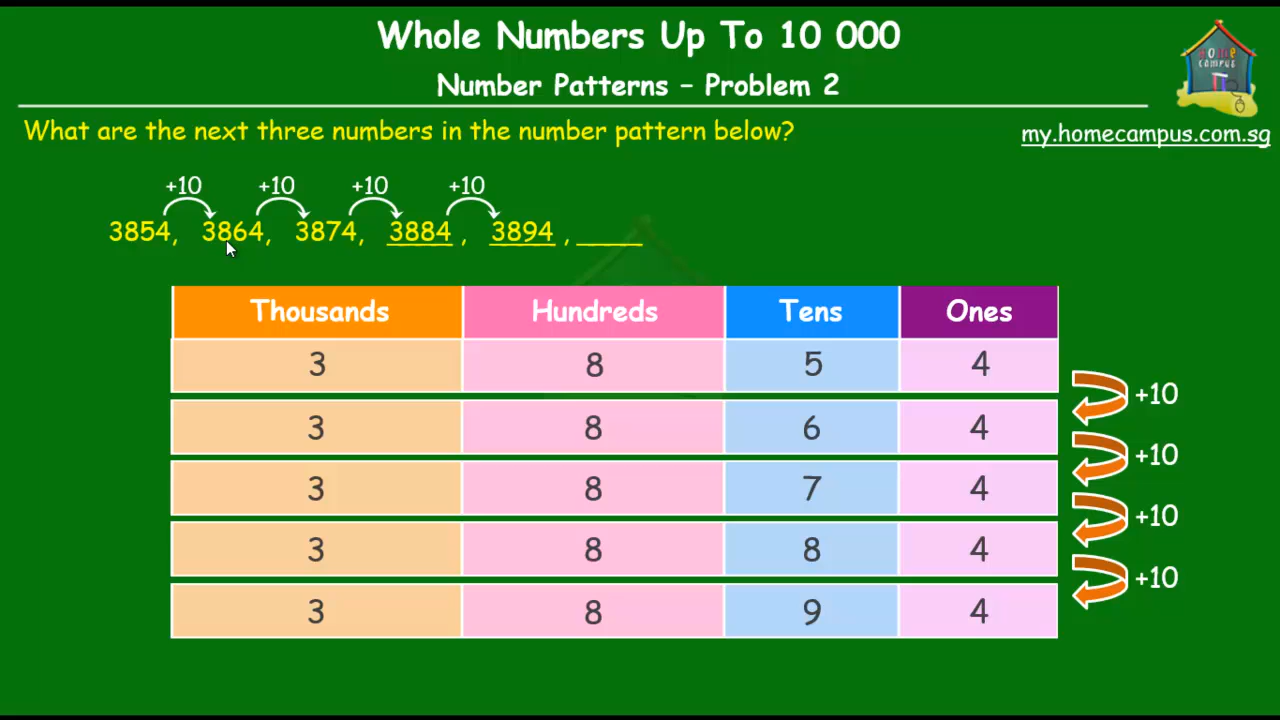 Whole Numbers Up To 10 000
Number Patterns – Problem 2
home
campus
What are the next three numbers in the number pattern below?
my.homecampus.com.sg
+10 +10 +10 +10
3854, 3864, 3874, 3884, 3894, ____
Thousands Hundreds Tens Ones
3 8 5 4
+10
3 8 6 4
+10
3 8 7 4
+10
3 8 8 4
+10
3 8 9 4